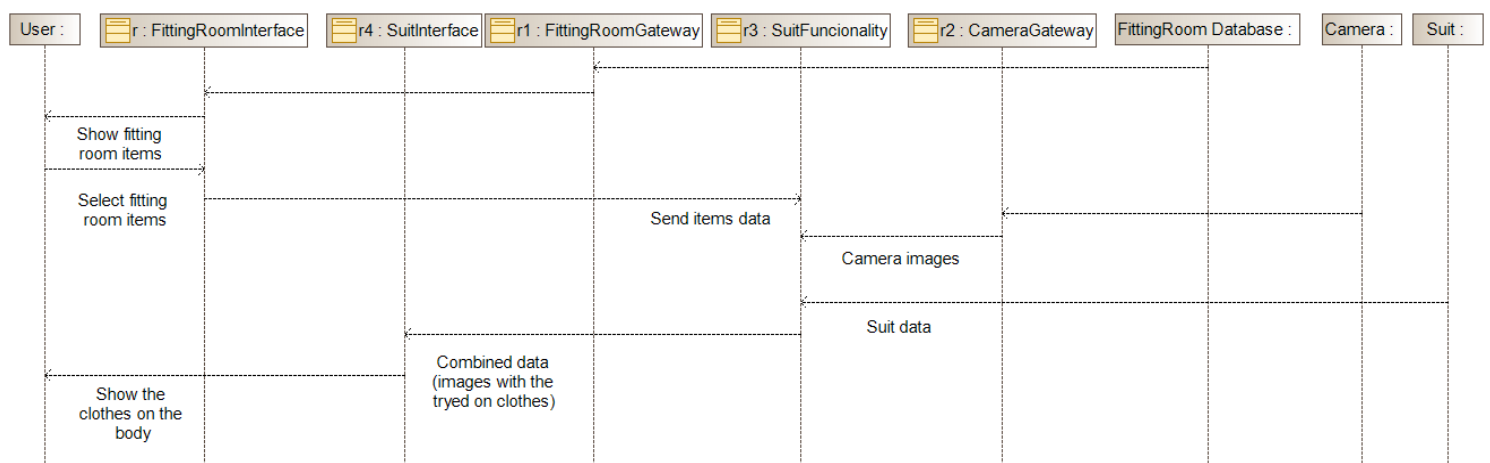 User :
r : FittingRoomInterface
r4 : SuitInterface
r1 : FittingRoomGateway
r3 : SuitFuncionality
r2 : CameraGateway
FittingRoom Database :
Camera :
Suit :
Show fitting
room items
Select fitting
room items
Send items data
Camera images
Suit data
Combined data
(images with the
tryed on clothes)
Show the
clothes on the
body